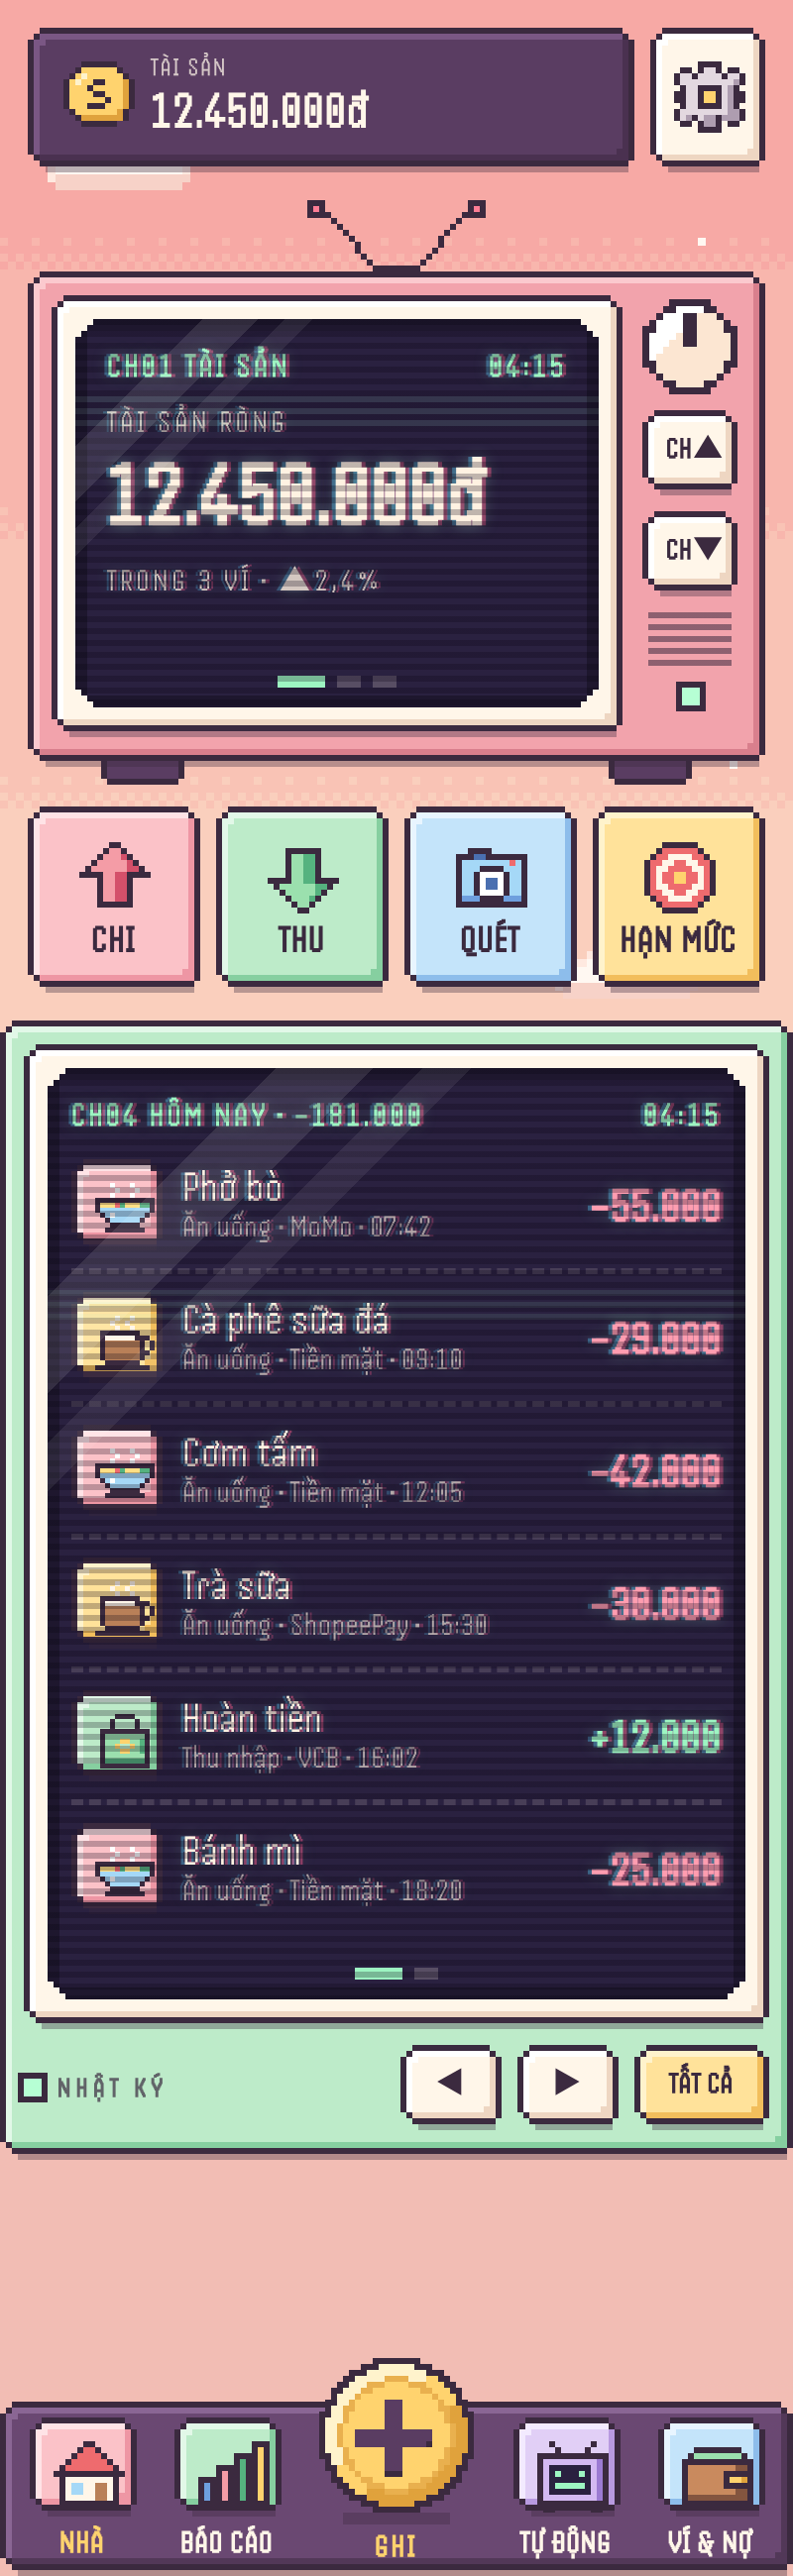 TÀI SẢN
12.450.000đ
CH01 TÀI SẢN 04:15
TÀI SẢN RÒNG
12.450.000đ
TRONG 3 VÍ · ▲2,4%
CH▲
CH▼
CHI THU QUÉT HẠN MỨC
CH04 HÔM NAY · -181.000 04:15
Phở bò
-55.000
Ăn uống · MoMo · 07:42
Cà phê sữa đá
-29.000
Ăn uống · Tiền mặt · 09:10
Cơm tấm
-42.000
Ăn uống · Tiền mặt · 12:05
Trà sữa
-30.000
Ăn uống · ShopeePay · 15:30
Hoàn tiền
+12.000
Thu nhập · VCB · 16:02
Bánh mì
-25.000
Ăn uống · Tiền mặt · 18:20
NHẬT KÝ ◀ ▶ TẤT CẢ
NHÀ BÁO CÁO GHI TỰ ĐỘNG VÍ & NỢ